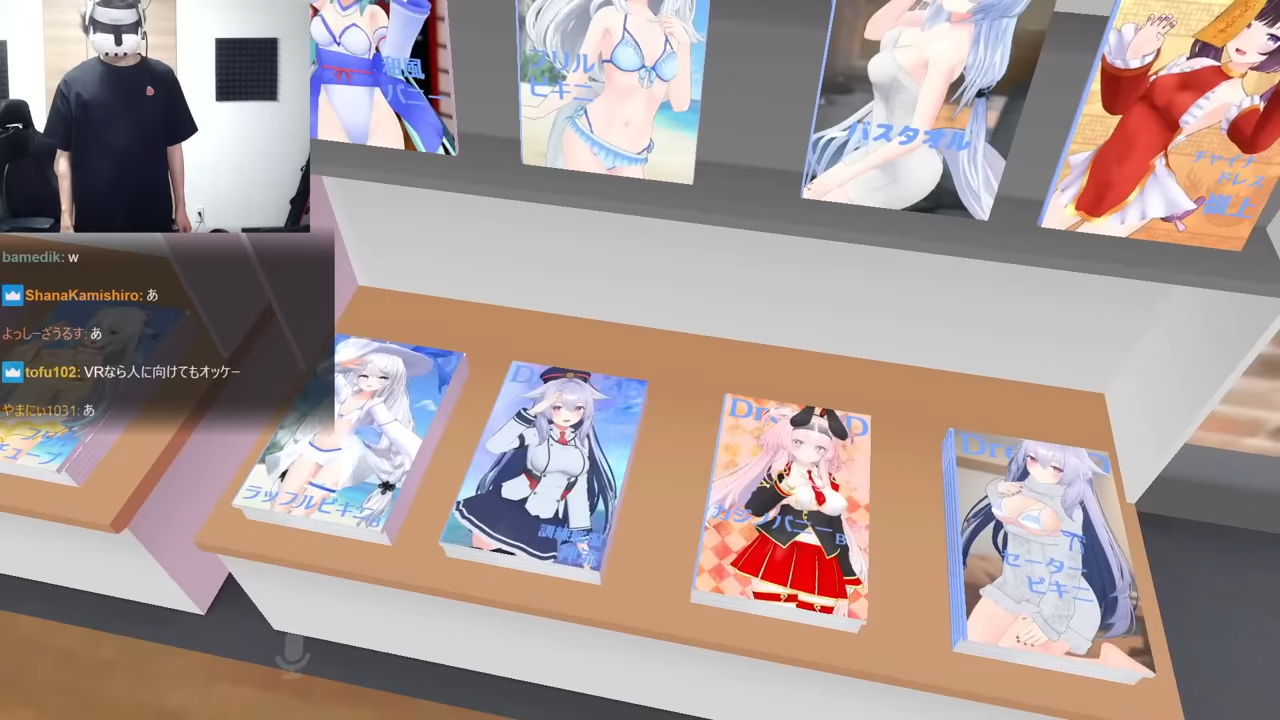 和風
バニー
フリル
ビキニ
バスタオル
チャイナ
ドレス
bamedik: w
ShanaKamishiro: あ
よっしーざうるす: あ
tofu102: VRなら人に向けてもオッケー
やまにい1031: あ
チューブ
ラッフルビキニ B
カジノバニー
B
セーター
ビキニ